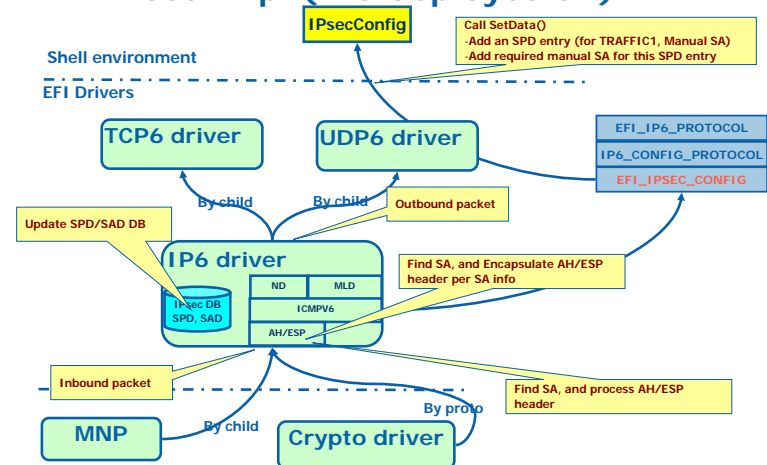 IPsecConfig
Call SetData()
-Add an SPD entry (for TRAFFIC1, Manual SA)
-Add required manual SA for this SPD entry
Shell environment
EFI Drivers
TCP6 driver
UDP6 driver
EFI_IP6_PROTOCOL
IP6_CONFIG_PROTOCOL
EFI_IPSEC_CONFIG
By child
By child
Outbound packet
Update SPD/SAD DB
IP6 driver
Find SA, and Encapsulate AH/ESP
header per SA info
ND
MLD
IPsec DB
SPD, SAD
ICMPV6
AH/ESP
Inbound packet
Find SA, and process AH/ESP
header
By proto
MNP
By child
Crypto driver